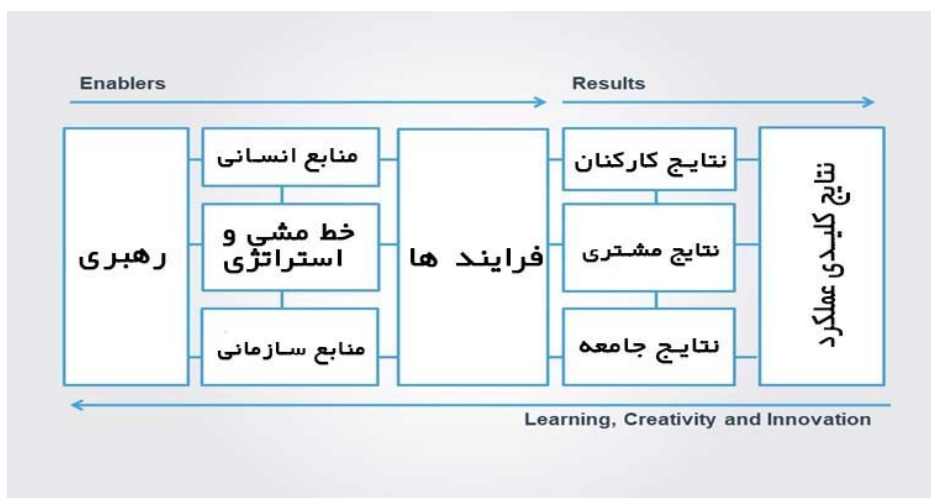 Enablers
Results
رهبری
منابع انسانی
خط مشی و
استراتژی
منابع سازمانی
فرایند ها
نتایج کارکنان
نتایج مشتری
نتایج جامعه
نتایج کلیدی عملکرد
Learning, Creativity and Innovation